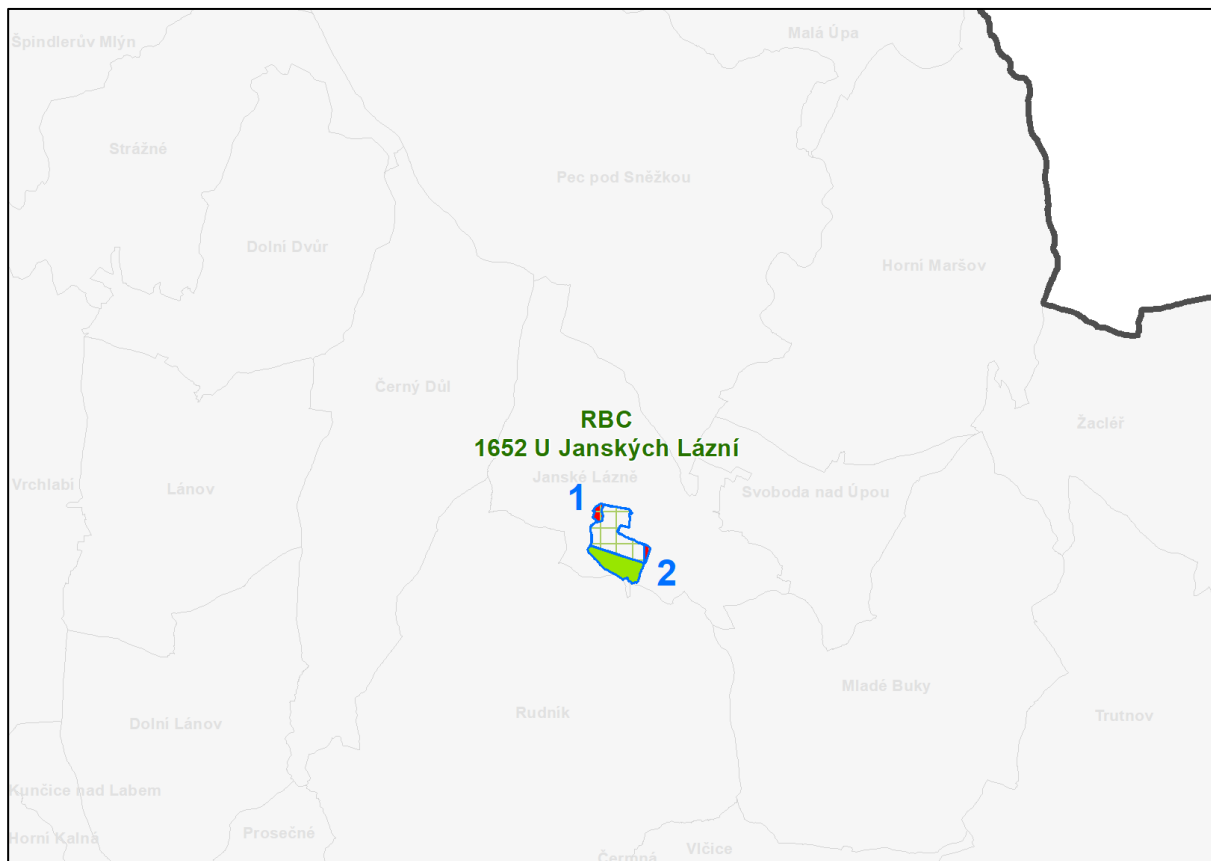 Špindlerův Mlýn
Malá Úpa
Strážné
Pec pod Sněžkou
Dolní Dvůr
Horní Maršov
Černý Důl
RBC
1652 U Janských Lázní
Žacléř
Janské Lázně
Vrchlabí
Lánov
Svoboda nad Úpou
1
2
Mladé Buky
Rudník
Trutnov
Dolní Lánov
Kunčice nad Labem
Horní Kalná
Prosečné
Vlčice
Čermná